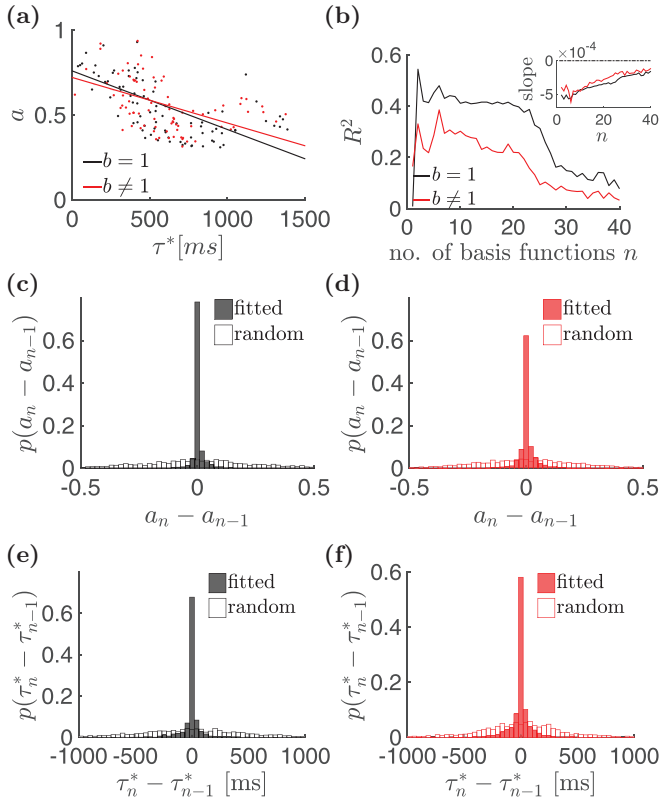 (a)
1
0.5
0
a
b = 1
b ≠ 1
0 500 1000 1500
τ* [ms]
(b)
0.6
0.4
0.2
0
R²
b = 1
b ≠ 1
0 10 20 30 40
no. of basis functions n
×10⁻⁴
0
-5
slope
0 20 40
n
(c)
0.6
0.4
0.2
0
p(aₙ − aₙ₋₁)
fitted
random
-0.5 0 0.5
aₙ − aₙ₋₁
(d)
0.6
0.4
0.2
0
p(aₙ − aₙ₋₁)
fitted
random
-0.5 0 0.5
aₙ − aₙ₋₁
(e)
0.6
0.4
0.2
0
p(τ*ₙ − τ*ₙ₋₁)
fitted
random
-1000 -500 0 500 1000
τ*ₙ − τ*ₙ₋₁ [ms]
(f)
0.6
0.4
0.2
0
p(τ*ₙ − τ*ₙ₋₁)
fitted
random
-1000 -500 0 500 1000
τ*ₙ − τ*ₙ₋₁ [ms]